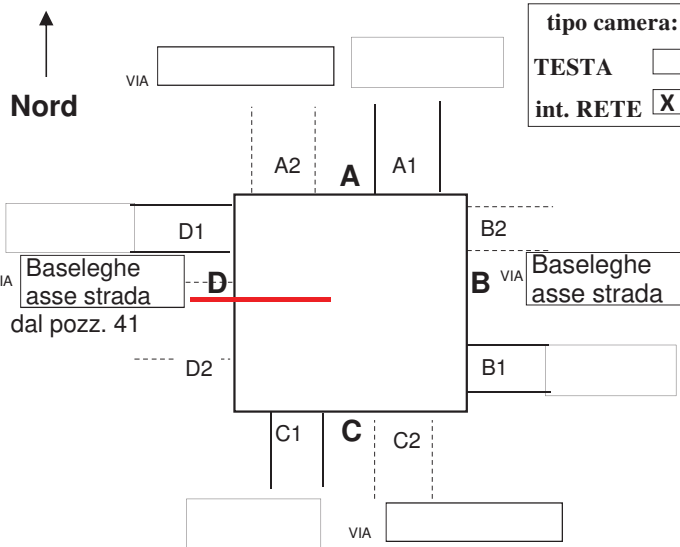 tipo camera:
VIA
Nord
TESTA
int. RETE X
A2
A
A1
D1
B2
VIA
Baseleghe
asse strada
dal pozz. 41
D
B
VIA
Baseleghe
asse strada
D2
B1
C1
C
C2
VIA